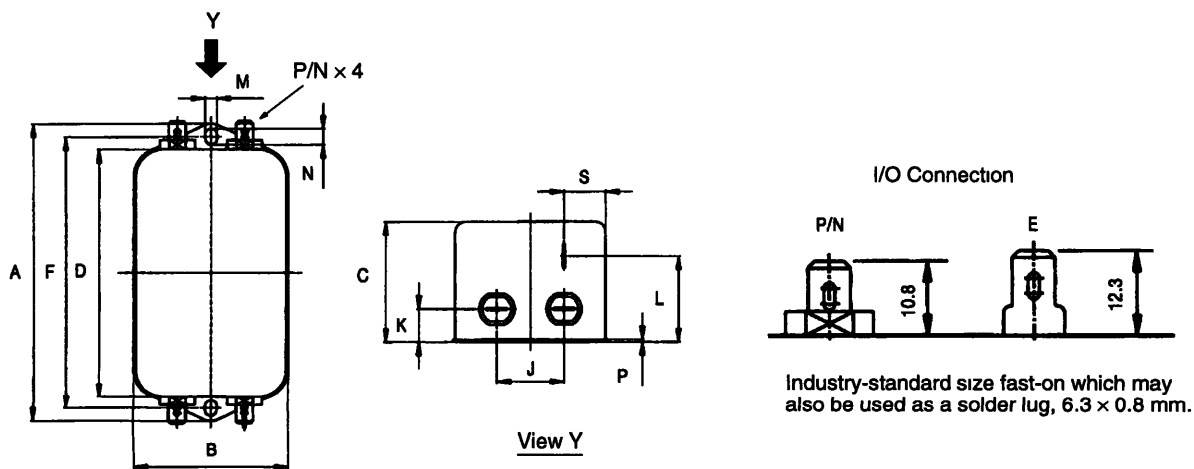 Y
P/N × 4
M
N
A
F
D
B
S
C
K
L
J
P
View Y
I/O Connection
P/N
E
10.8
12.3
Industry-standard size fast-on which may
also be used as a solder lug, 6.3 × 0.8 mm.